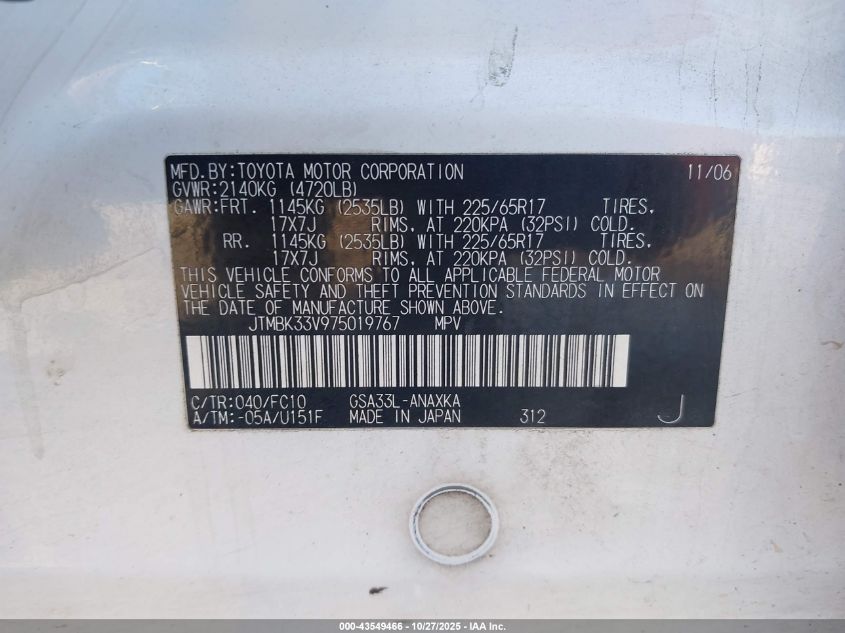 MFD.BY:TOYOTA MOTOR CORPORATION 11/06
GVWR:2140KG (4720LB)
GAWR:FRT. 1145KG (2535LB) WITH 225/65R17 TIRES,
17X7J RIMS, AT 220KPA (32PSI) COLD.
RR. 1145KG (2535LB) WITH 225/65R17 TIRES,
17X7J RIMS, AT 220KPA (32PSI) COLD.
THIS VEHICLE CONFORMS TO ALL APPLICABLE FEDERAL MOTOR
VEHICLE SAFETY AND THEFT PREVENTION STANDARDS IN EFFECT ON
THE DATE OF MANUFACTURE SHOWN ABOVE.
JTMBK33V975019767 MPV
C/TR:040/FC10 GSA33L-ANAXKA
A/TM:-05A/U151F MADE IN JAPAN 312 J
000-43549466 - 10/27/2025 - IAA Inc.